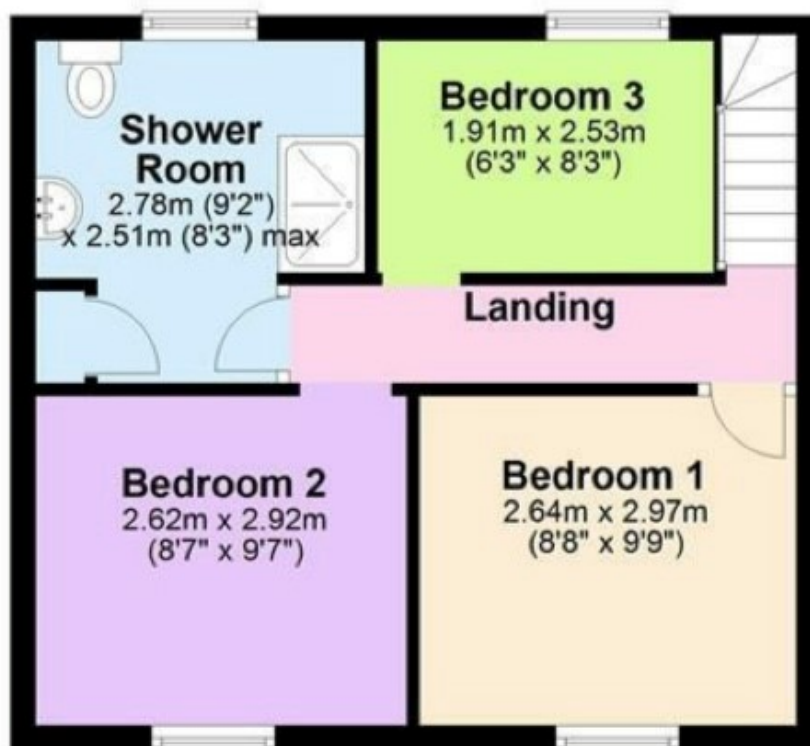 Shower
Room
2.78m (9'2")
x 2.51m (8'3") max
Bedroom 3
1.91m x 2.53m
(6'3" x 8'3")
Landing
Bedroom 2
2.62m x 2.92m
(8'7" x 9'7")
Bedroom 1
2.64m x 2.97m
(8'8" x 9'9")